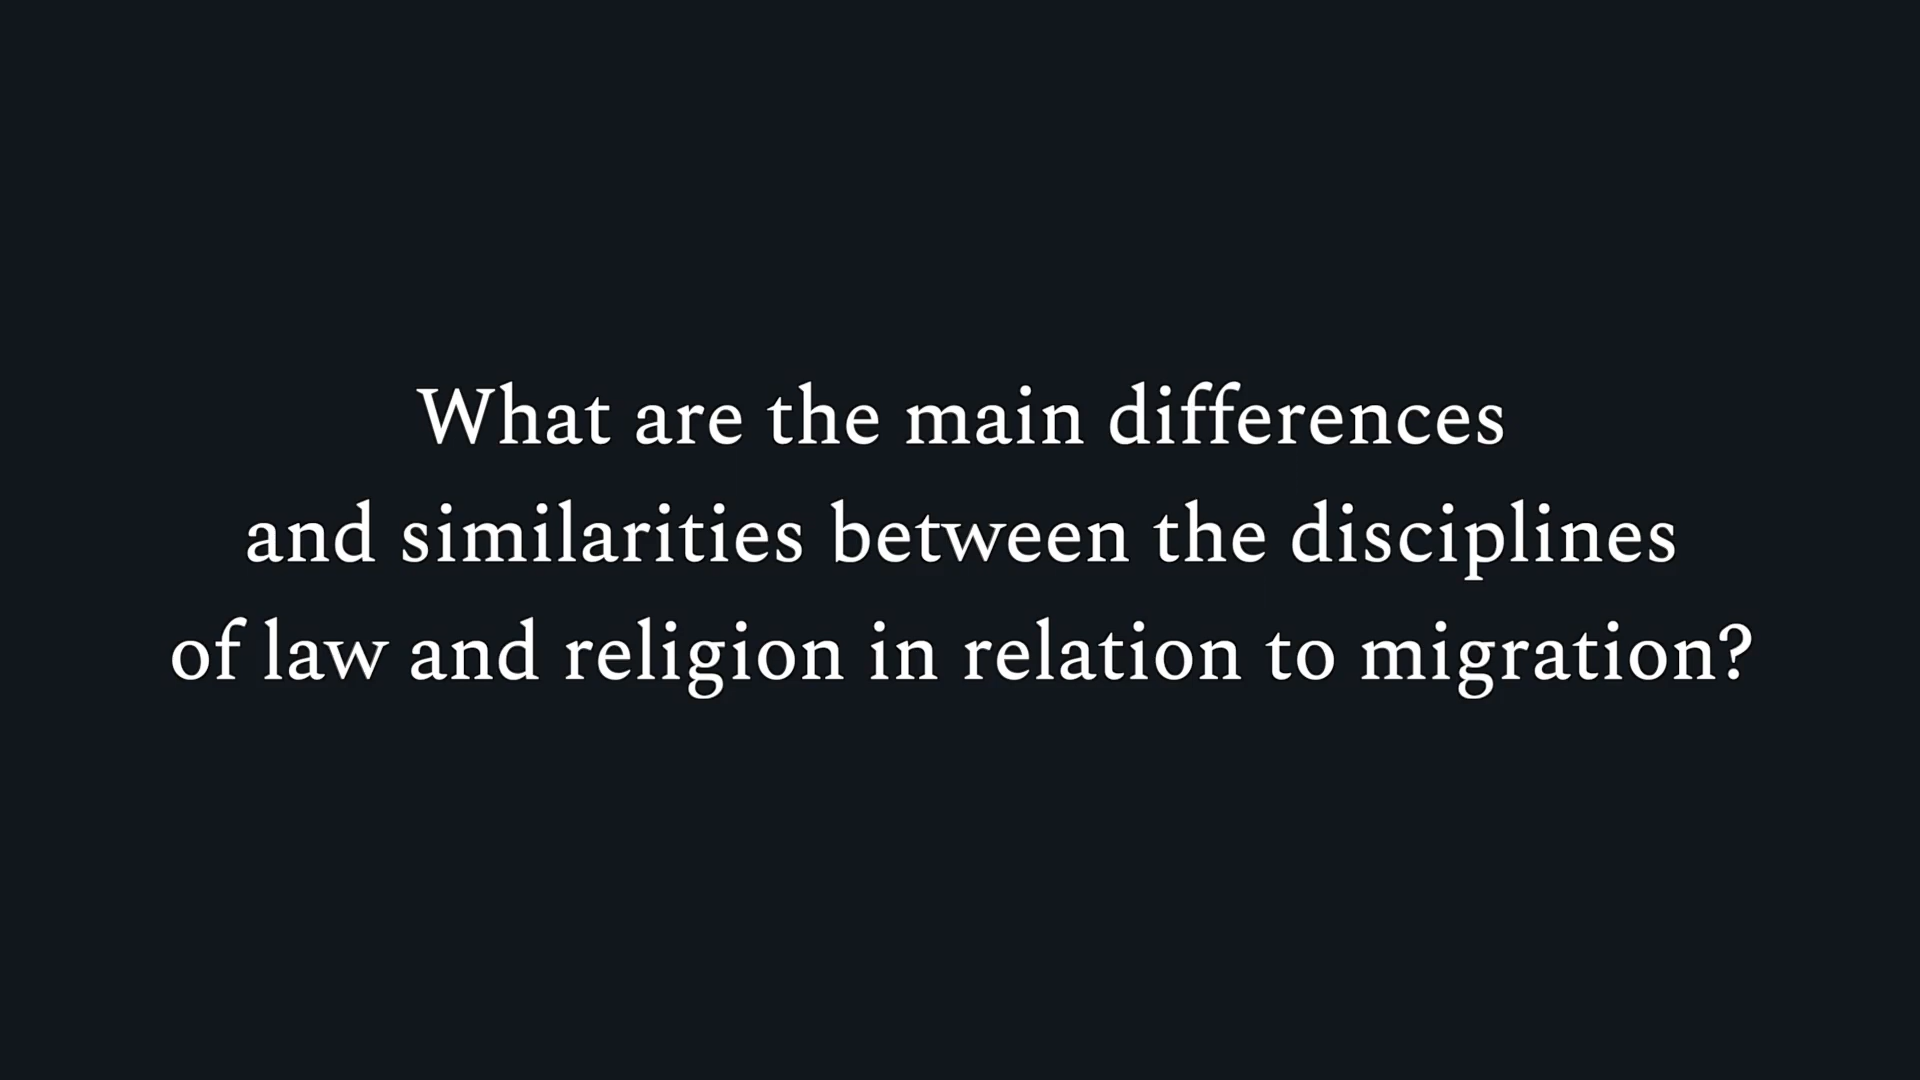 What are the main differences
and similarities between the disciplines
of law and religion in relation to migration?